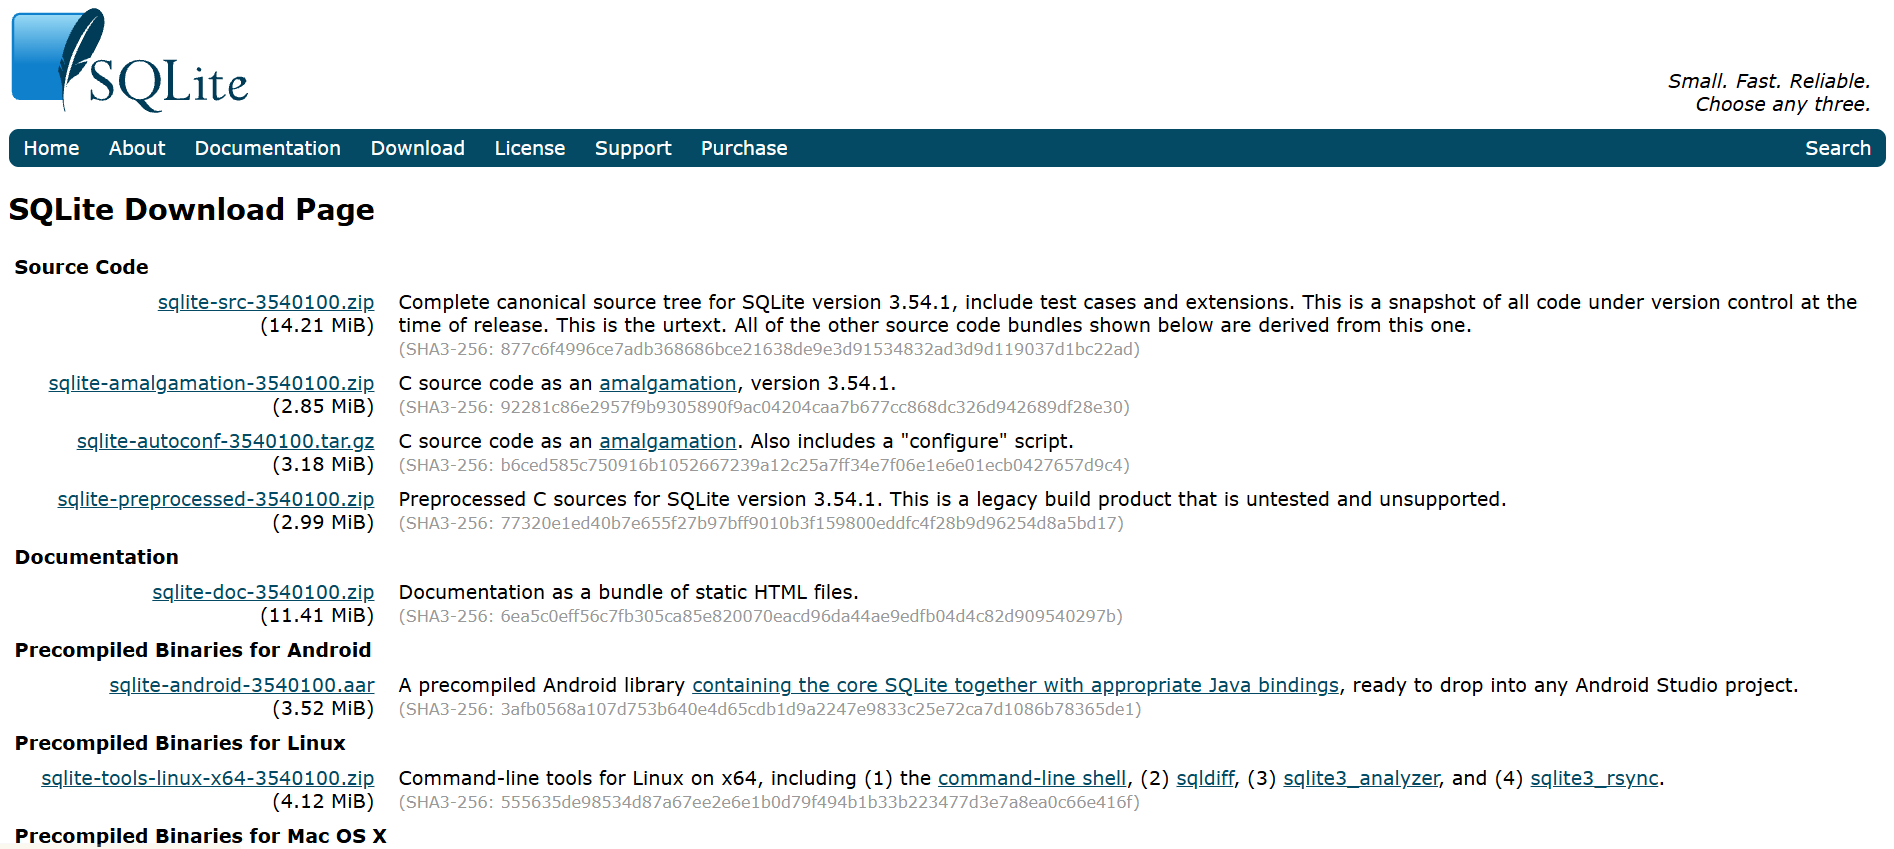 SQLite
Small. Fast. Reliable.
Choose any three.
Home About Documentation Download License Support Purchase Search
SQLite Download Page
Source Code
sqlite-src-3540100.zip
(14.21 MiB)
Complete canonical source tree for SQLite version 3.54.1, include test cases and extensions. This is a snapshot of all code under version control at the
time of release. This is the urtext. All of the other source code bundles shown below are derived from this one.
(SHA3-256: 877c6f4996ce7adb368686bce21638de9e3d91534832ad3d9d119037d1bc22ad)
sqlite-amalgamation-3540100.zip
(2.85 MiB)
C source code as an amalgamation, version 3.54.1.
(SHA3-256: 92281c86e2957f9b9305890f9ac04204caa7b677cc868dc326d942689df28e30)
sqlite-autoconf-3540100.tar.gz
(3.18 MiB)
C source code as an amalgamation. Also includes a "configure" script.
(SHA3-256: b6ced585c750916b1052667239a12c25a7ff34e7f06e1e6e01ecb0427657d9c4)
sqlite-preprocessed-3540100.zip
(2.99 MiB)
Preprocessed C sources for SQLite version 3.54.1. This is a legacy build product that is untested and unsupported.
(SHA3-256: 77320e1ed40b7e655f27b97bff9010b3f159800eddfc4f28b9d96254d8a5bd17)
Documentation
sqlite-doc-3540100.zip
(11.41 MiB)
Documentation as a bundle of static HTML files.
(SHA3-256: 6ea5c0eff56c7fb305ca85e820070eacd96da44ae9edfb04d4c82d909540297b)
Precompiled Binaries for Android
sqlite-android-3540100.aar
(3.52 MiB)
A precompiled Android library containing the core SQLite together with appropriate Java bindings, ready to drop into any Android Studio project.
(SHA3-256: 3afb0568a107d753b640e4d65cdb1d9a2247e9833c25e72ca7d1086b78365de1)
Precompiled Binaries for Linux
sqlite-tools-linux-x64-3540100.zip
(4.12 MiB)
Command-line tools for Linux on x64, including (1) the command-line shell, (2) sqldiff, (3) sqlite3_analyzer, and (4) sqlite3_rsync.
(SHA3-256: 555635de98534d87a67ee2e6e1b0d79f494b1b33b223477d3e7a8ea0c66e416f)
Precompiled Binaries for Mac OS X